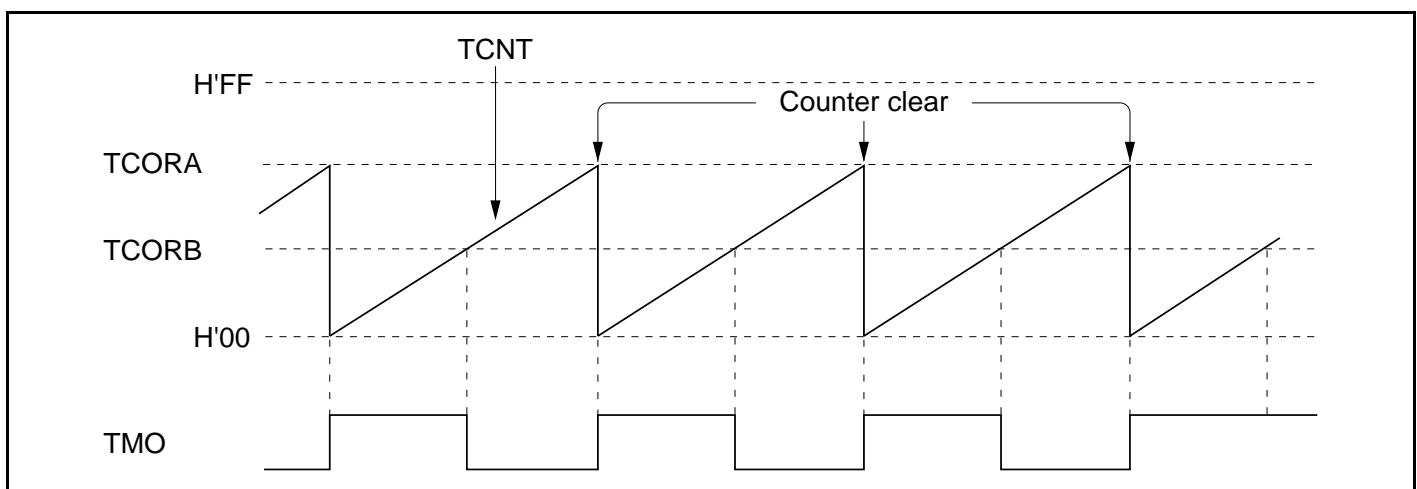 TCNT
H'FF
Counter clear
TCORA
TCORB
H'00
TMO